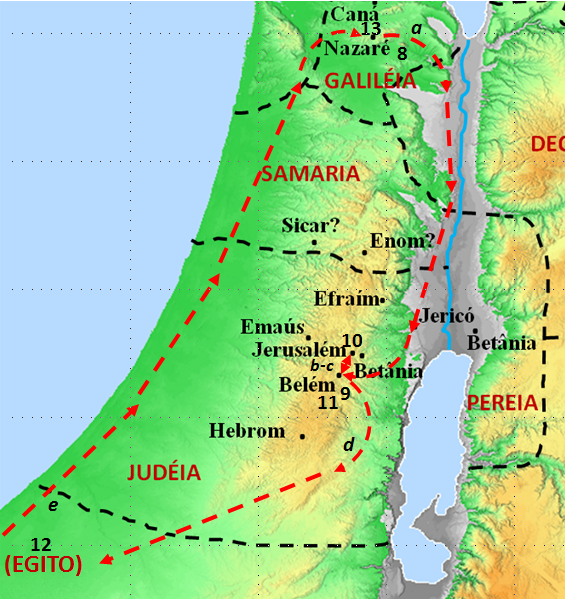 Caná
13
a
Nazaré
8
GALILÉIA
DEC
SAMARIA
Sicar?
Enom?
Efraím
Jericó
Emaús
Betânia
10
Jerusalém
b-c
Betânia
Belém
9
11
PEREIA
Hebrom
d
JUDÉIA
e
12
(EGITO)